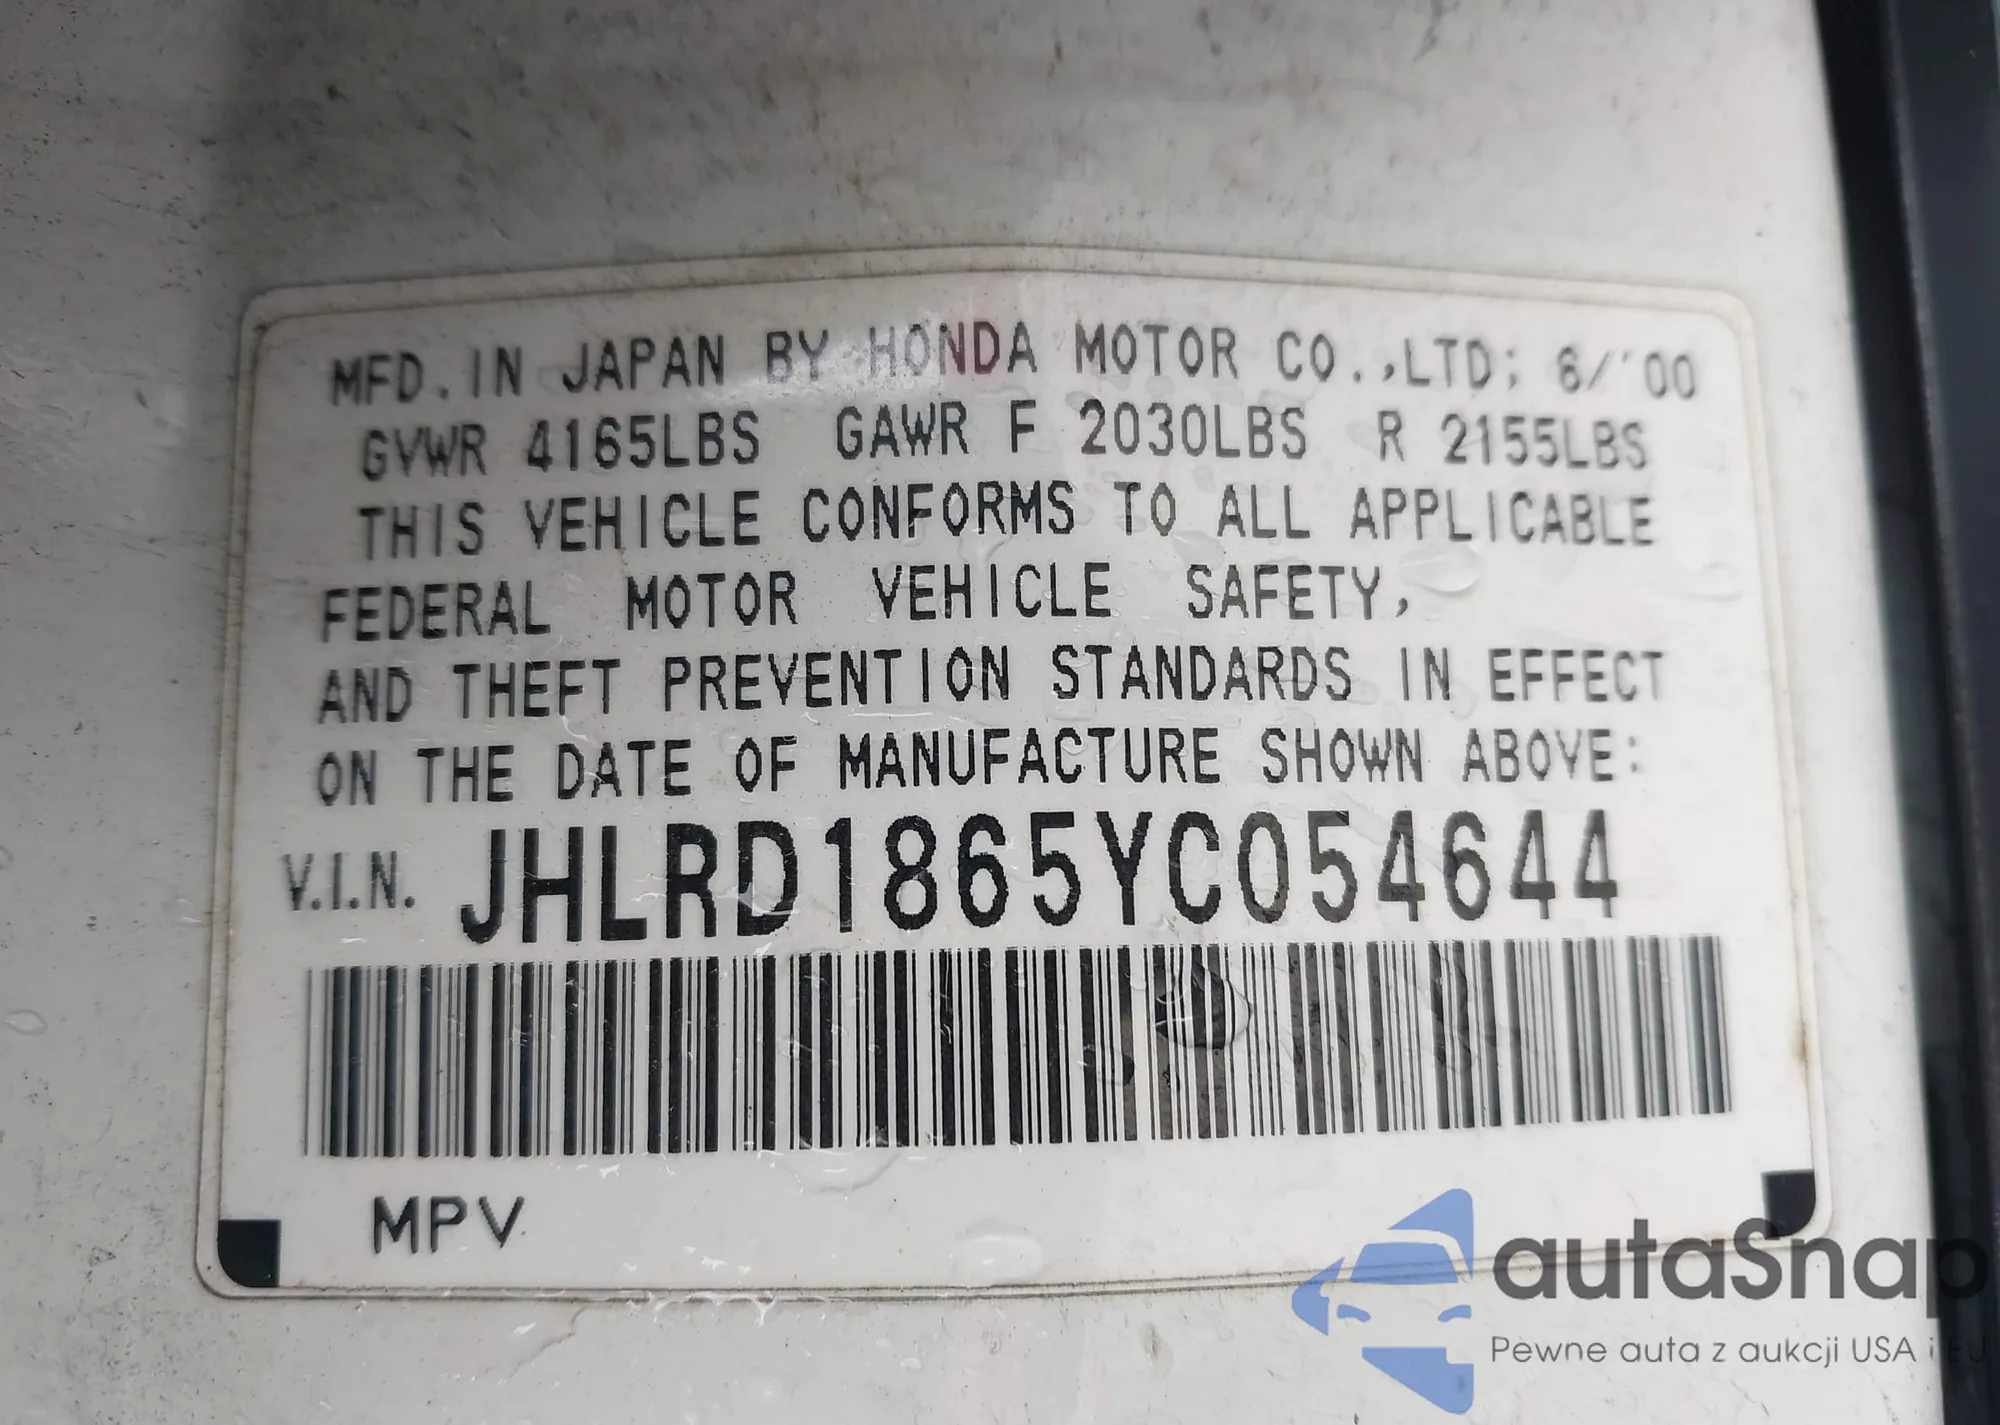 MFD. IN JAPAN BY HONDA MOTOR CO.,LTD; 6/'00
GVWR 4165LBS GAWR F 2030LBS R 2155LBS
THIS VEHICLE CONFORMS TO ALL APPLICABLE
FEDERAL MOTOR VEHICLE SAFETY,
AND THEFT PREVENTION STANDARDS IN EFFECT
ON THE DATE OF MANUFACTURE SHOWN ABOVE:
V.I.N. JHLRD1865YC054644
MPV
autaSnap
Pewne auta z aukcji USA i EU